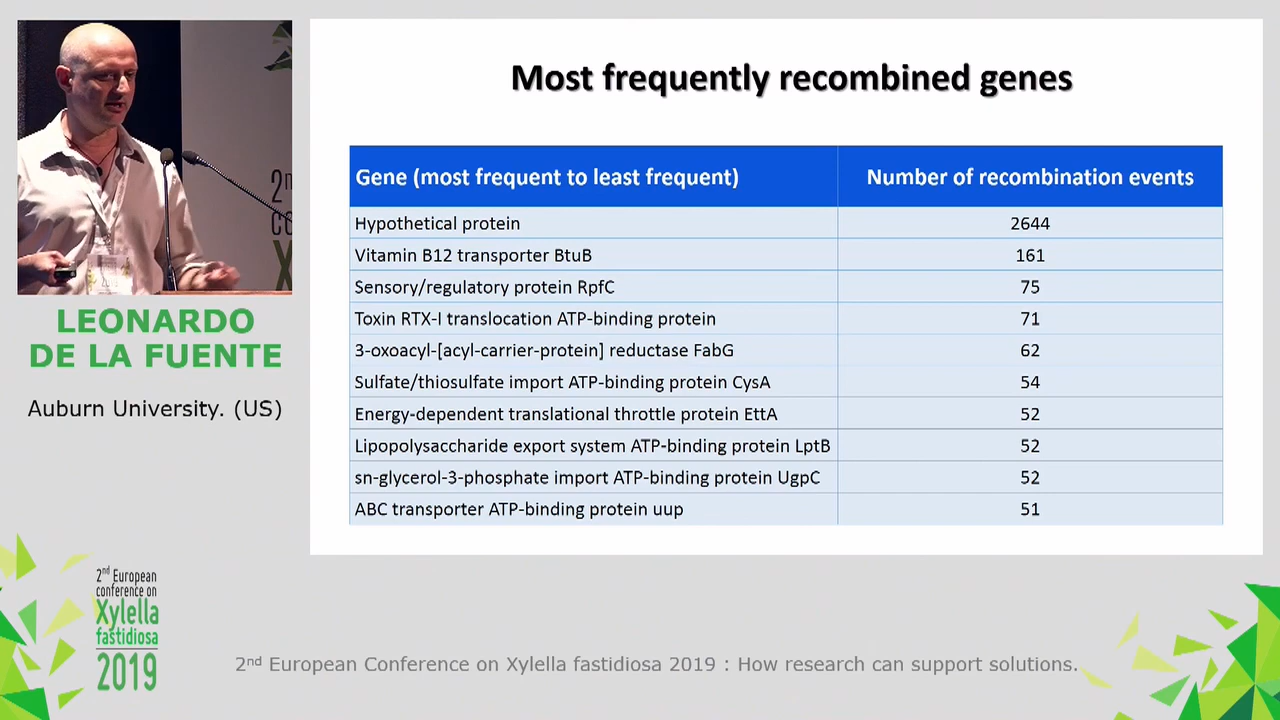 Most frequently recombined genes
Gene (most frequent to least frequent) Number of recombination events
Hypothetical protein 2644
Vitamin B12 transporter BtuB 161
Sensory/regulatory protein RpfC 75
Toxin RTX-I translocation ATP-binding protein 71
3-oxoacyl-[acyl-carrier-protein] reductase FabG 62
Sulfate/thiosulfate import ATP-binding protein CysA 54
Energy-dependent translational throttle protein EttA 52
Lipopolysaccharide export system ATP-binding protein LptB 52
sn-glycerol-3-phosphate import ATP-binding protein UgpC 52
ABC transporter ATP-binding protein uup 51
LEONARDO
DE LA FUENTE
Auburn University. (US)
2nd European
conference on
Xylella
fastidiosa
2019
2nd European Conference on Xylella fastidiosa 2019 : How research can support solutions.